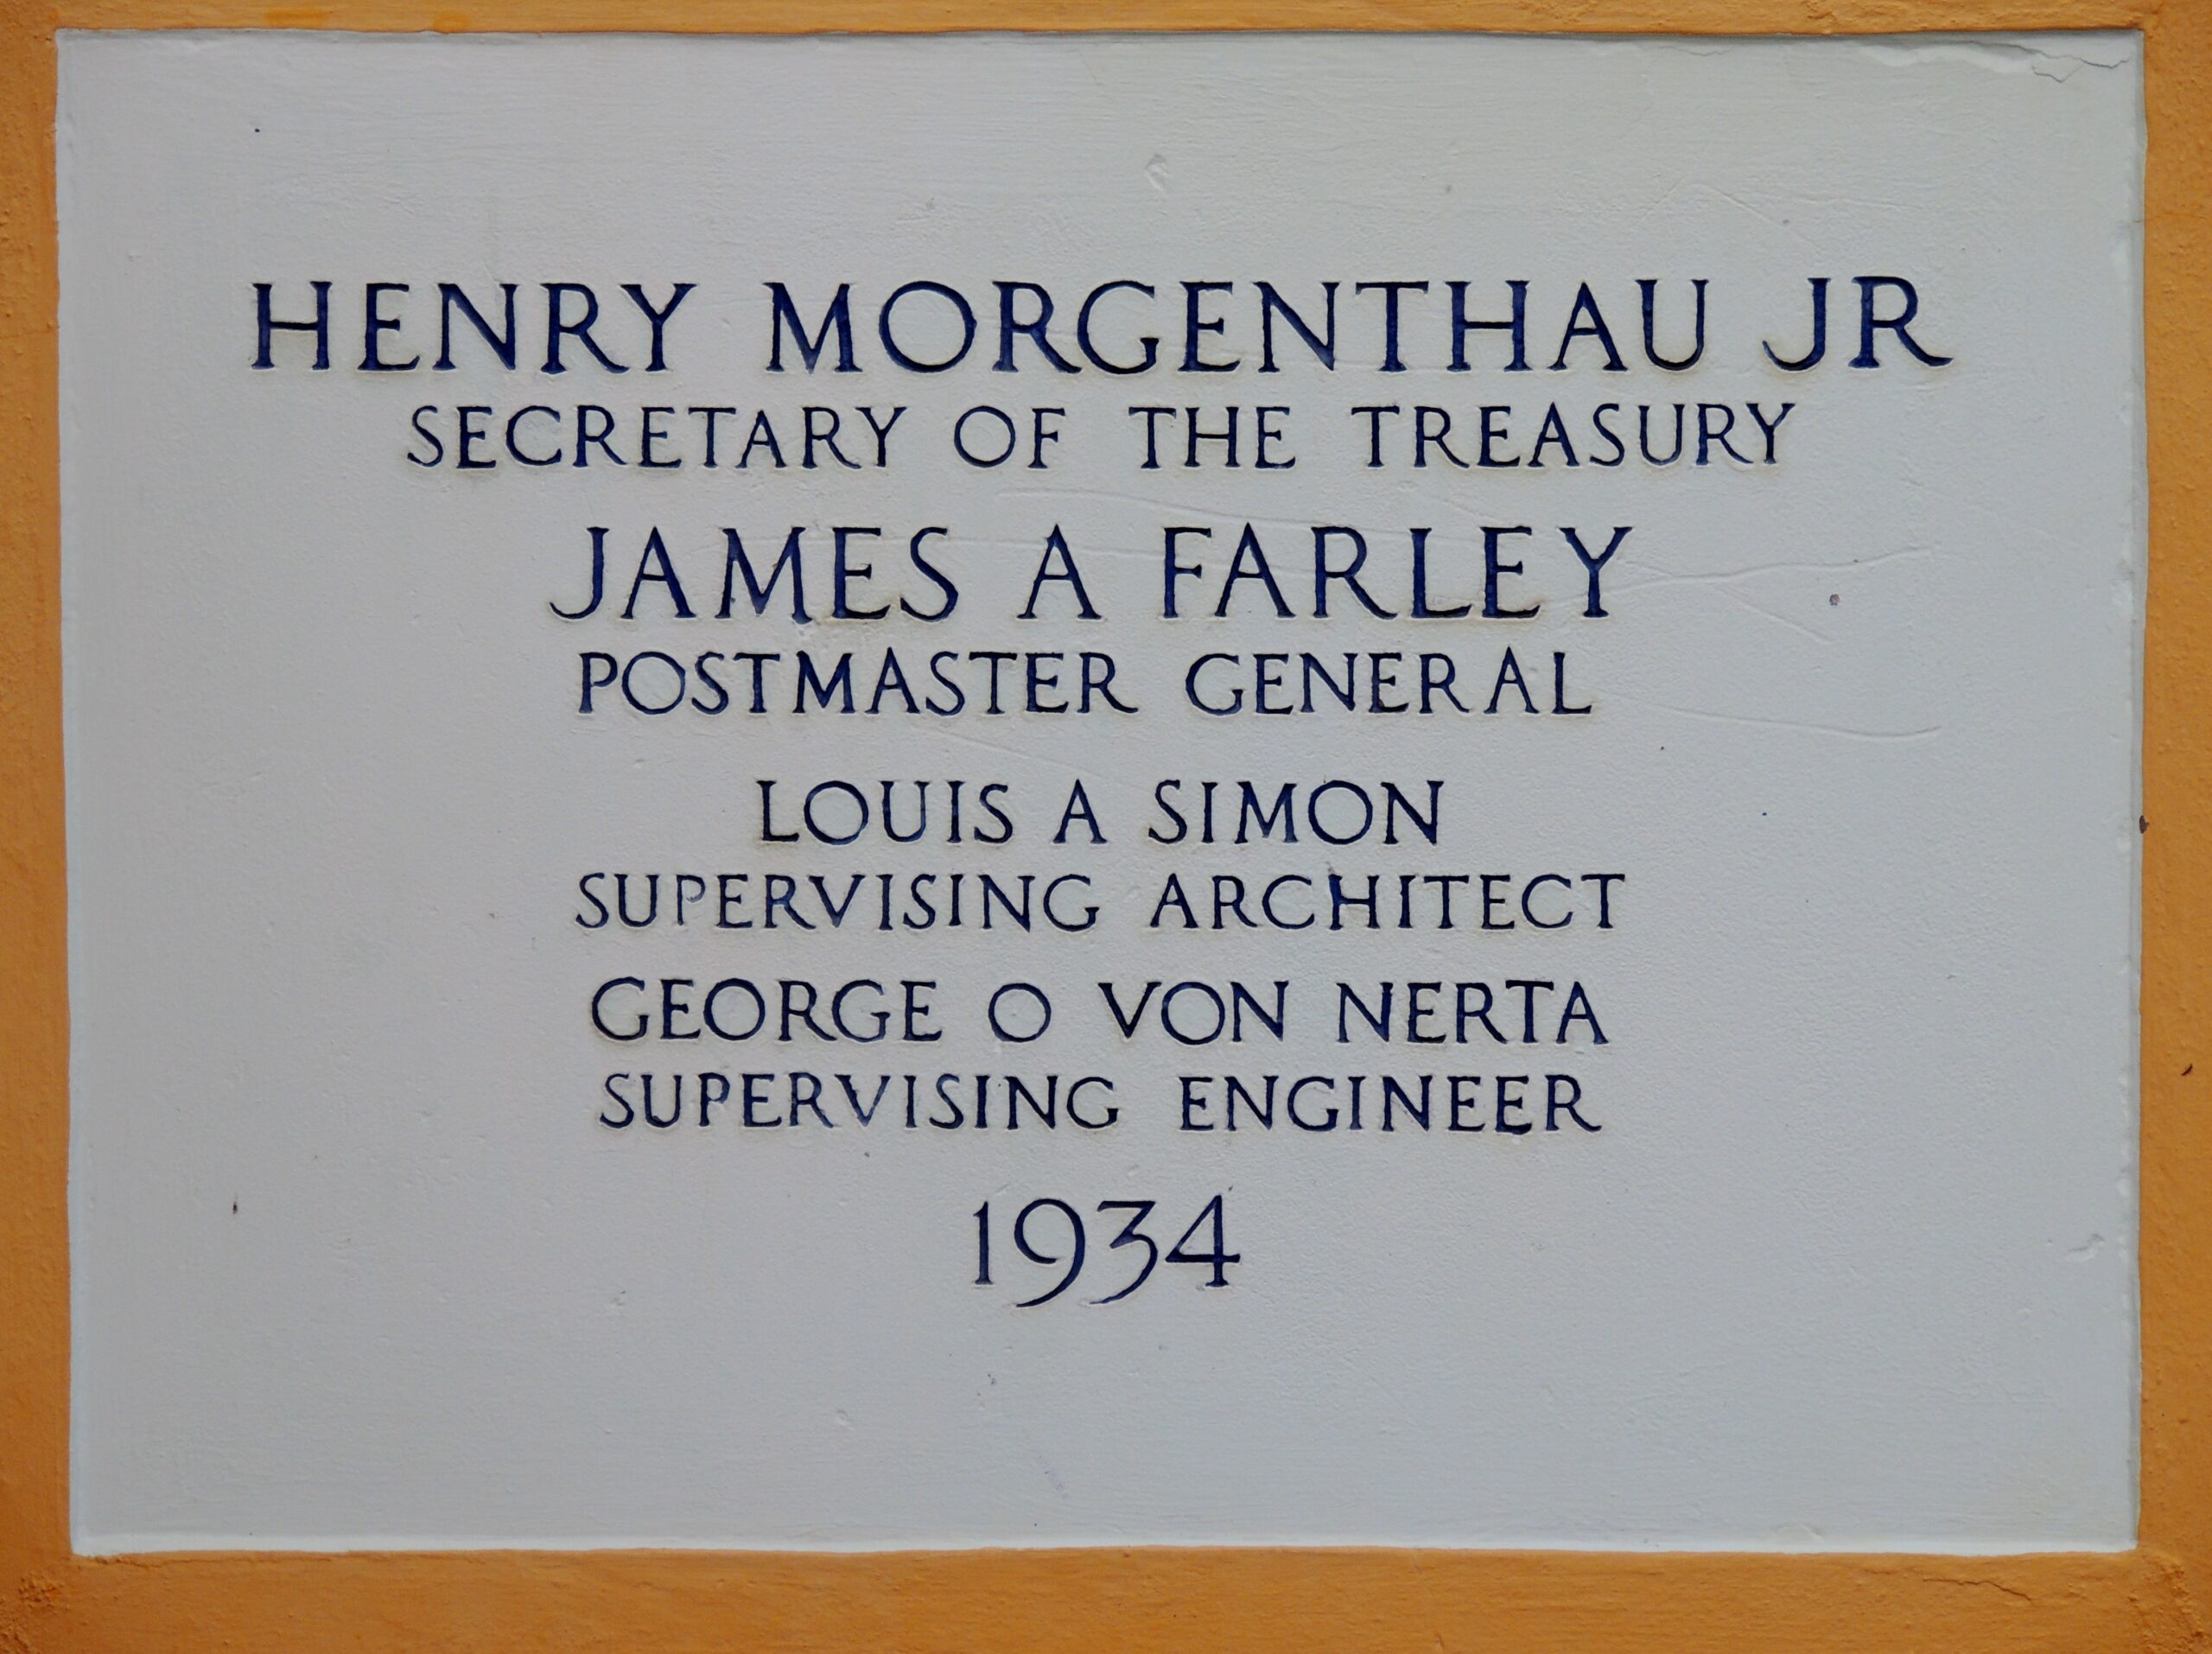 HENRY MORGENTHAU JR
SECRETARY OF THE TREASURY
JAMES A FARLEY
POSTMASTER GENERAL
LOUIS A SIMON
SUPERVISING ARCHITECT
GEORGE O VON NERTA
SUPERVISING ENGINEER
1934